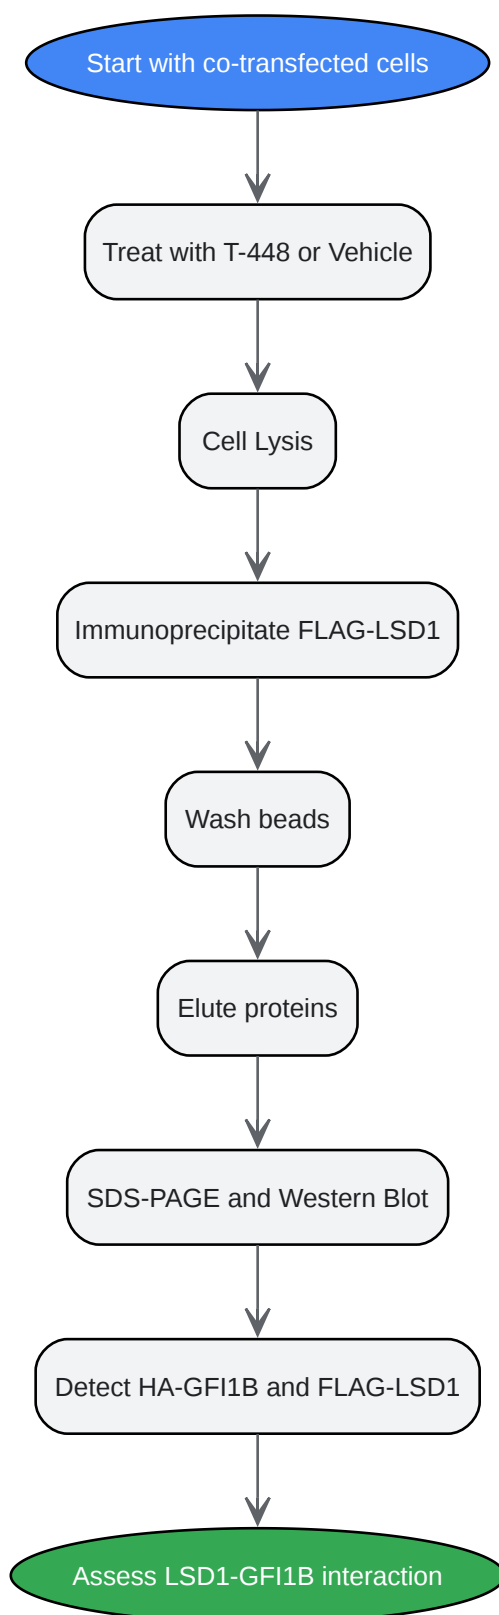 Start with co-transfected cells
Treat with T-448 or Vehicle
Cell Lysis
Immunoprecipitate FLAG-LSD1
Wash beads
Elute proteins
SDS-PAGE and Western Blot
Detect HA-GFI1B and FLAG-LSD1
Assess LSD1-GFI1B interaction